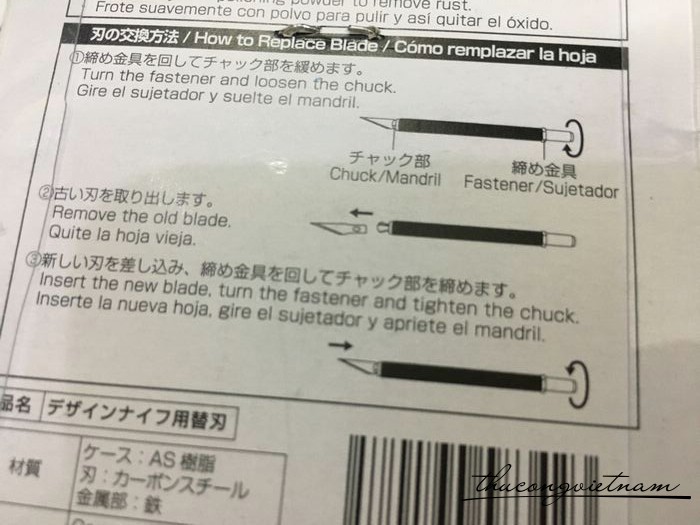 polishing powder to remove rust.
Frote suavemente con polvo para pulir y así quitar el óxido.
刃の交換方法 / How to Replace Blade / Cómo remplazar la hoja
①締め金具を回してチャック部を緩めます。
Turn the fastener and loosen the chuck.
Gire el sujetador y suelte el mandril.
チャック部
Chuck/Mandril
締め金具
Fastener/Sujetador
②古い刃を取り出します。
Remove the old blade.
Quite la hoja vieja.
③新しい刃を差し込み、締め金具を回してチャック部を締めます。
Insert the new blade, turn the fastener and tighten the chuck.
Inserte la nueva hoja, gire el sujetador y apriete el mandril.
品名 デザインナイフ用替刃
材質
ケース：AS樹脂
刃：カーボンスチール
金属部：鉄
thucongvietnam